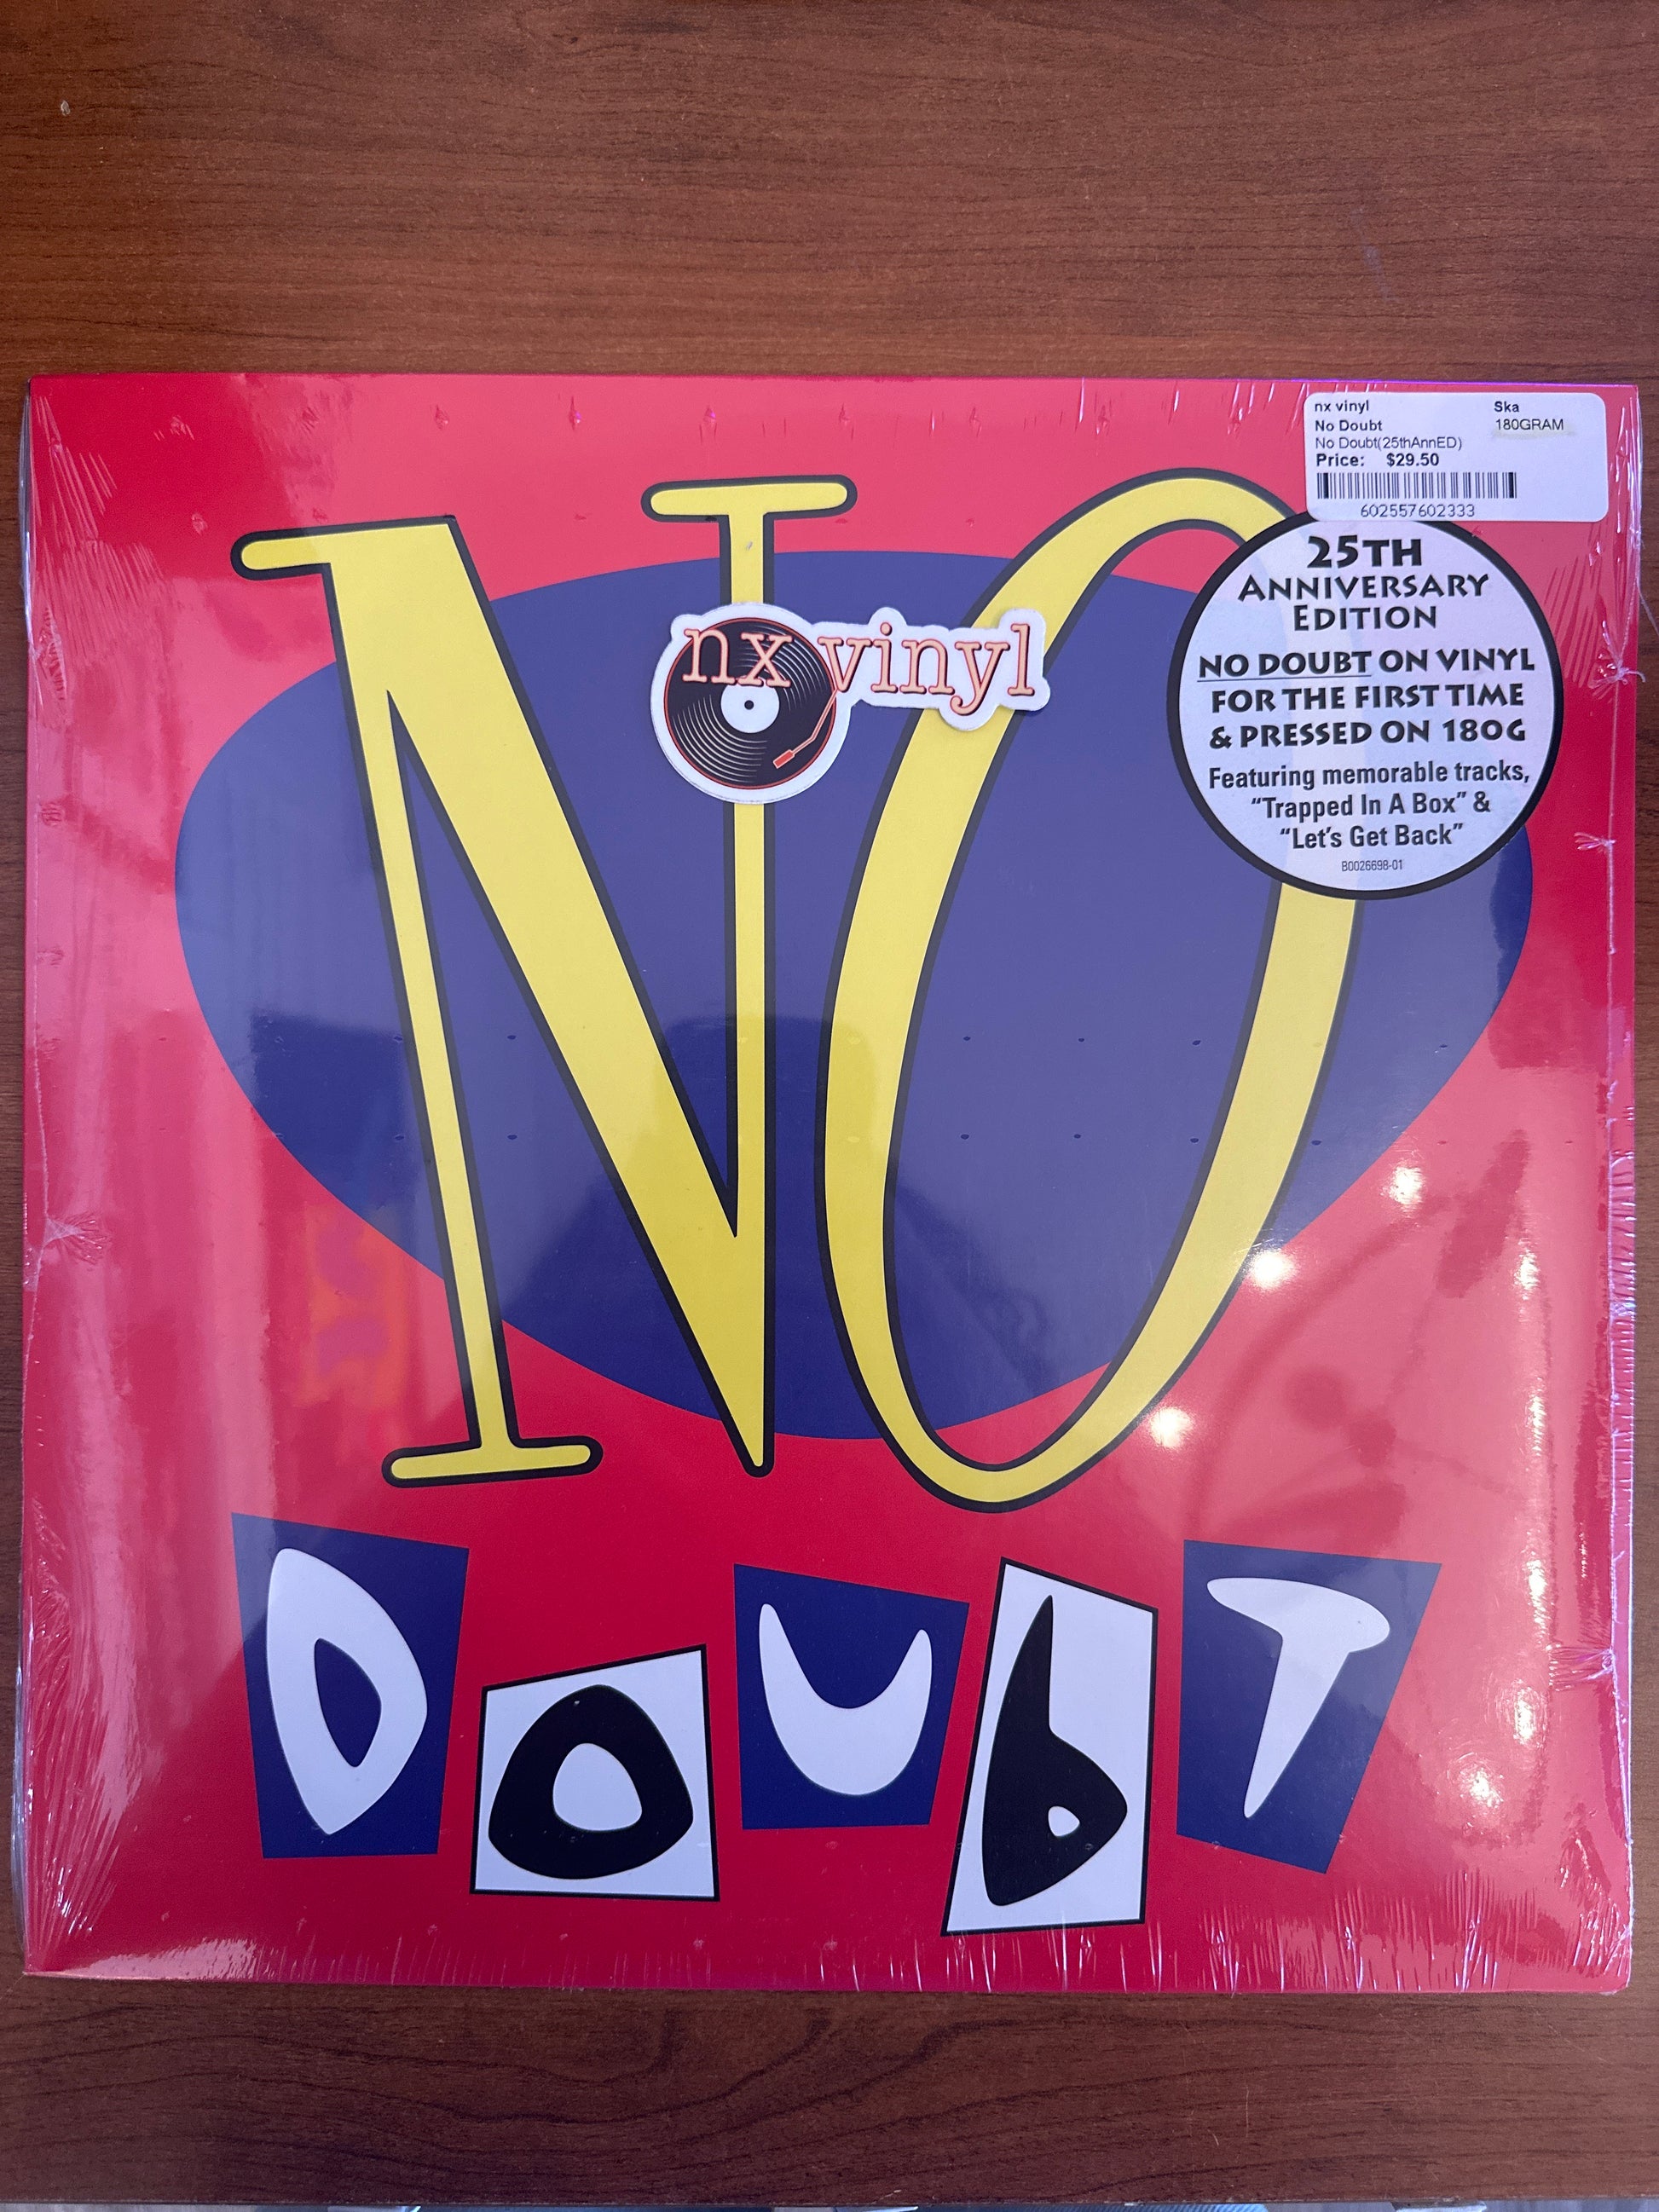 nx vinyl Ska
No Doubt 180GRAM
No Doubt(25thAnnED)
Price: $29.50
602557602333
25TH
ANNIVERSARY
EDITION
NO DOUBT ON VINYL
FOR THE FIRST TIME
& PRESSED ON 180G
Featuring memorable tracks,
“Trapped In A Box” &
“Let’s Get Back”
B0026698-01
nx vinyl
NO
DOUbT